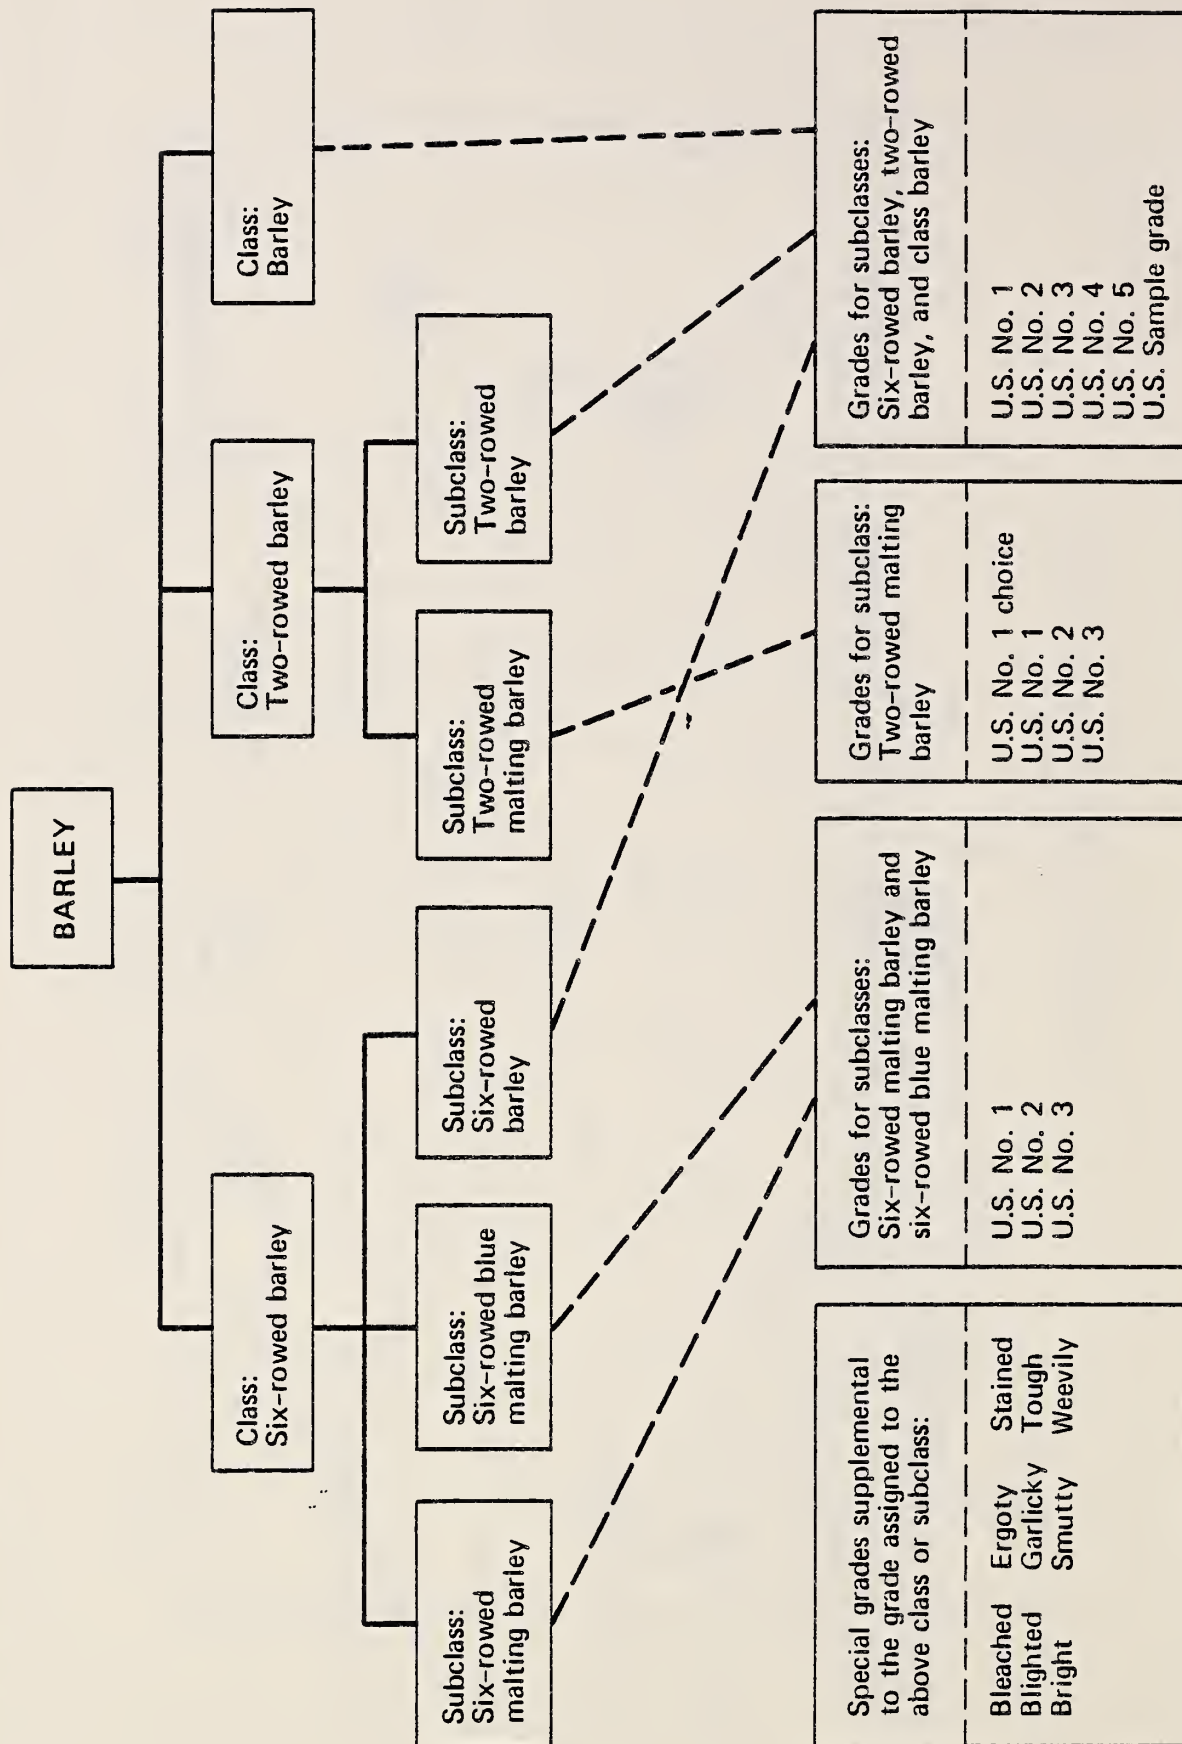 BARLEY
Class:
Six-rowed barley
Class:
Two-rowed barley
Class:
Barley
Subclass:
Six-rowed
malting barley
Subclass:
Six-rowed blue
malting barley
Subclass:
Six-rowed
barley
Subclass:
Two-rowed
malting barley
Subclass:
Two-rowed
barley
Special grades supplemental
to the grade assigned to the
above class or subclass:
Bleached Ergoty Stained
Blighted Garlicky Tough
Bright Smutty Weevily
Grades for subclasses:
Six-rowed malting barley and
six-rowed blue malting barley
U.S. No. 1
U.S. No. 2
U.S. No. 3
Grades for subclass:
Two-rowed malting
barley
U.S. No. 1 choice
U.S. No. 1
U.S. No. 2
U.S. No. 3
Grades for subclasses:
Six-rowed barley, two-rowed
barley, and class barley
U.S. No. 1
U.S. No. 2
U.S. No. 3
U.S. No. 4
U.S. No. 5
U.S. Sample grade